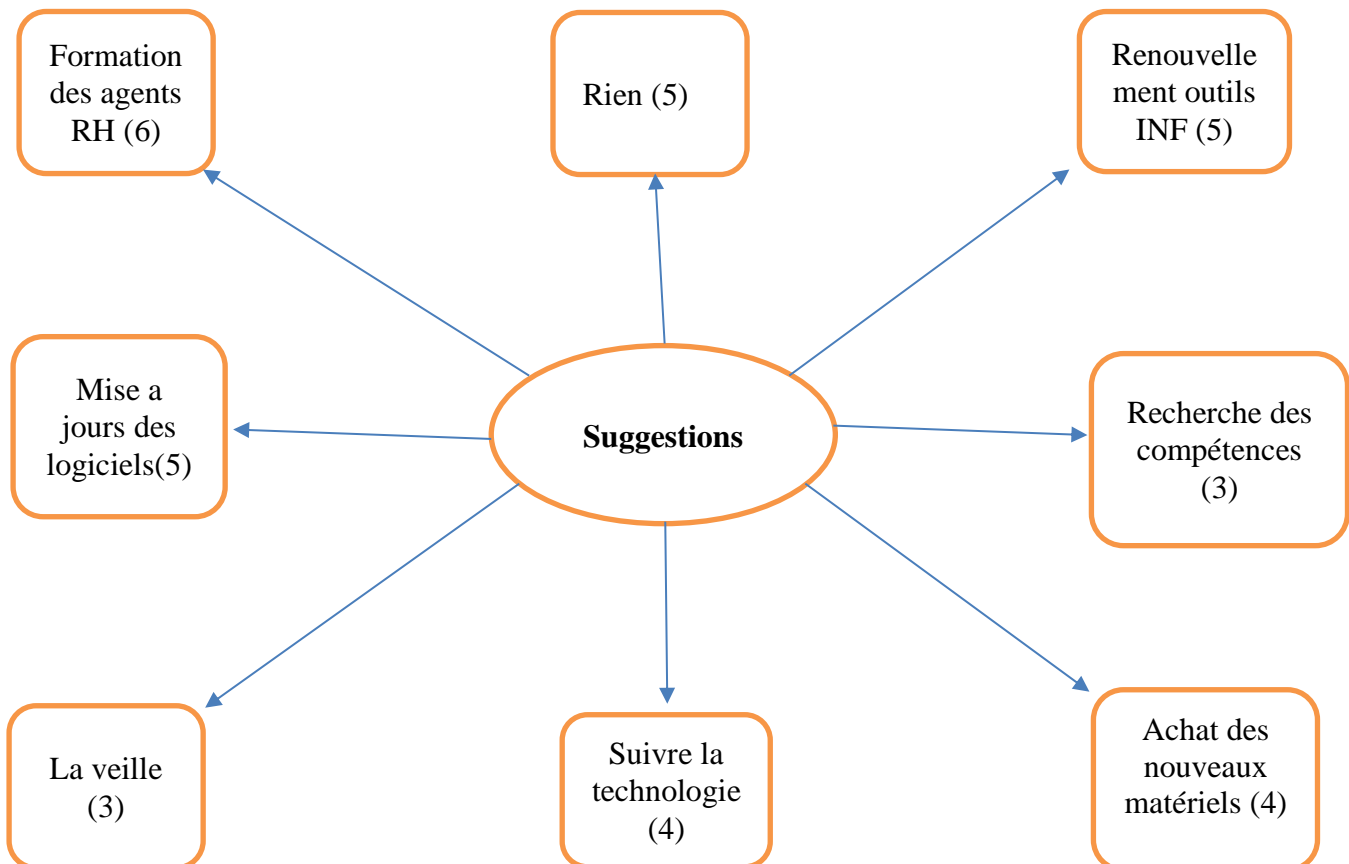 Formation
des agents
RH (6)
Rien (5)
Renouvelle
ment outils
INF (5)
Mise a
jours des
logiciels(5)
Suggestions
Recherche des
compétences
(3)
La veille
(3)
Suivre la
technologie
(4)
Achat des
nouveaux
matériels (4)